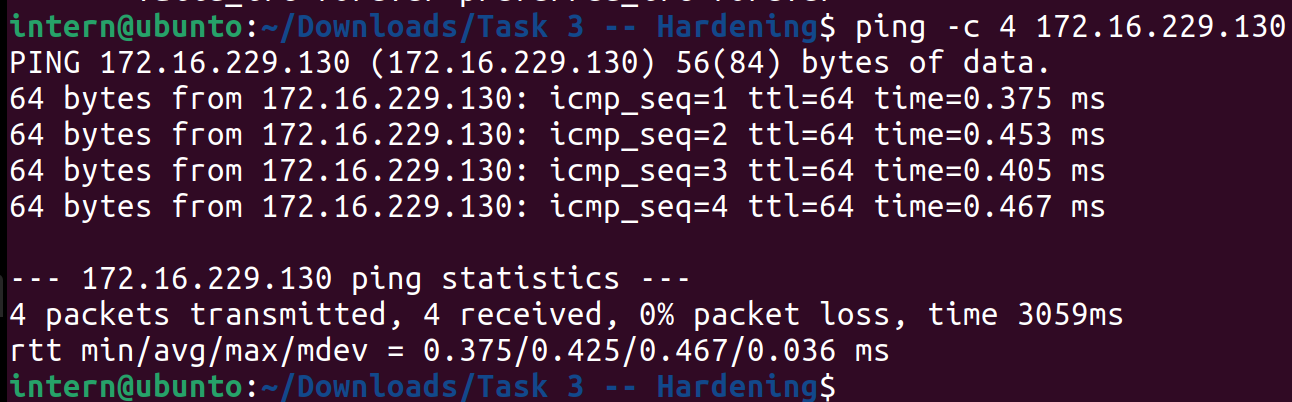 intern@ubunto:~/Downloads/Task 3 -- Hardening$ ping -c 4 172.16.229.130
PING 172.16.229.130 (172.16.229.130) 56(84) bytes of data.
64 bytes from 172.16.229.130: icmp_seq=1 ttl=64 time=0.375 ms
64 bytes from 172.16.229.130: icmp_seq=2 ttl=64 time=0.453 ms
64 bytes from 172.16.229.130: icmp_seq=3 ttl=64 time=0.405 ms
64 bytes from 172.16.229.130: icmp_seq=4 ttl=64 time=0.467 ms
--- 172.16.229.130 ping statistics ---
4 packets transmitted, 4 received, 0% packet loss, time 3059ms
rtt min/avg/max/mdev = 0.375/0.425/0.467/0.036 ms
intern@ubunto:~/Downloads/Task 3 -- Hardening$